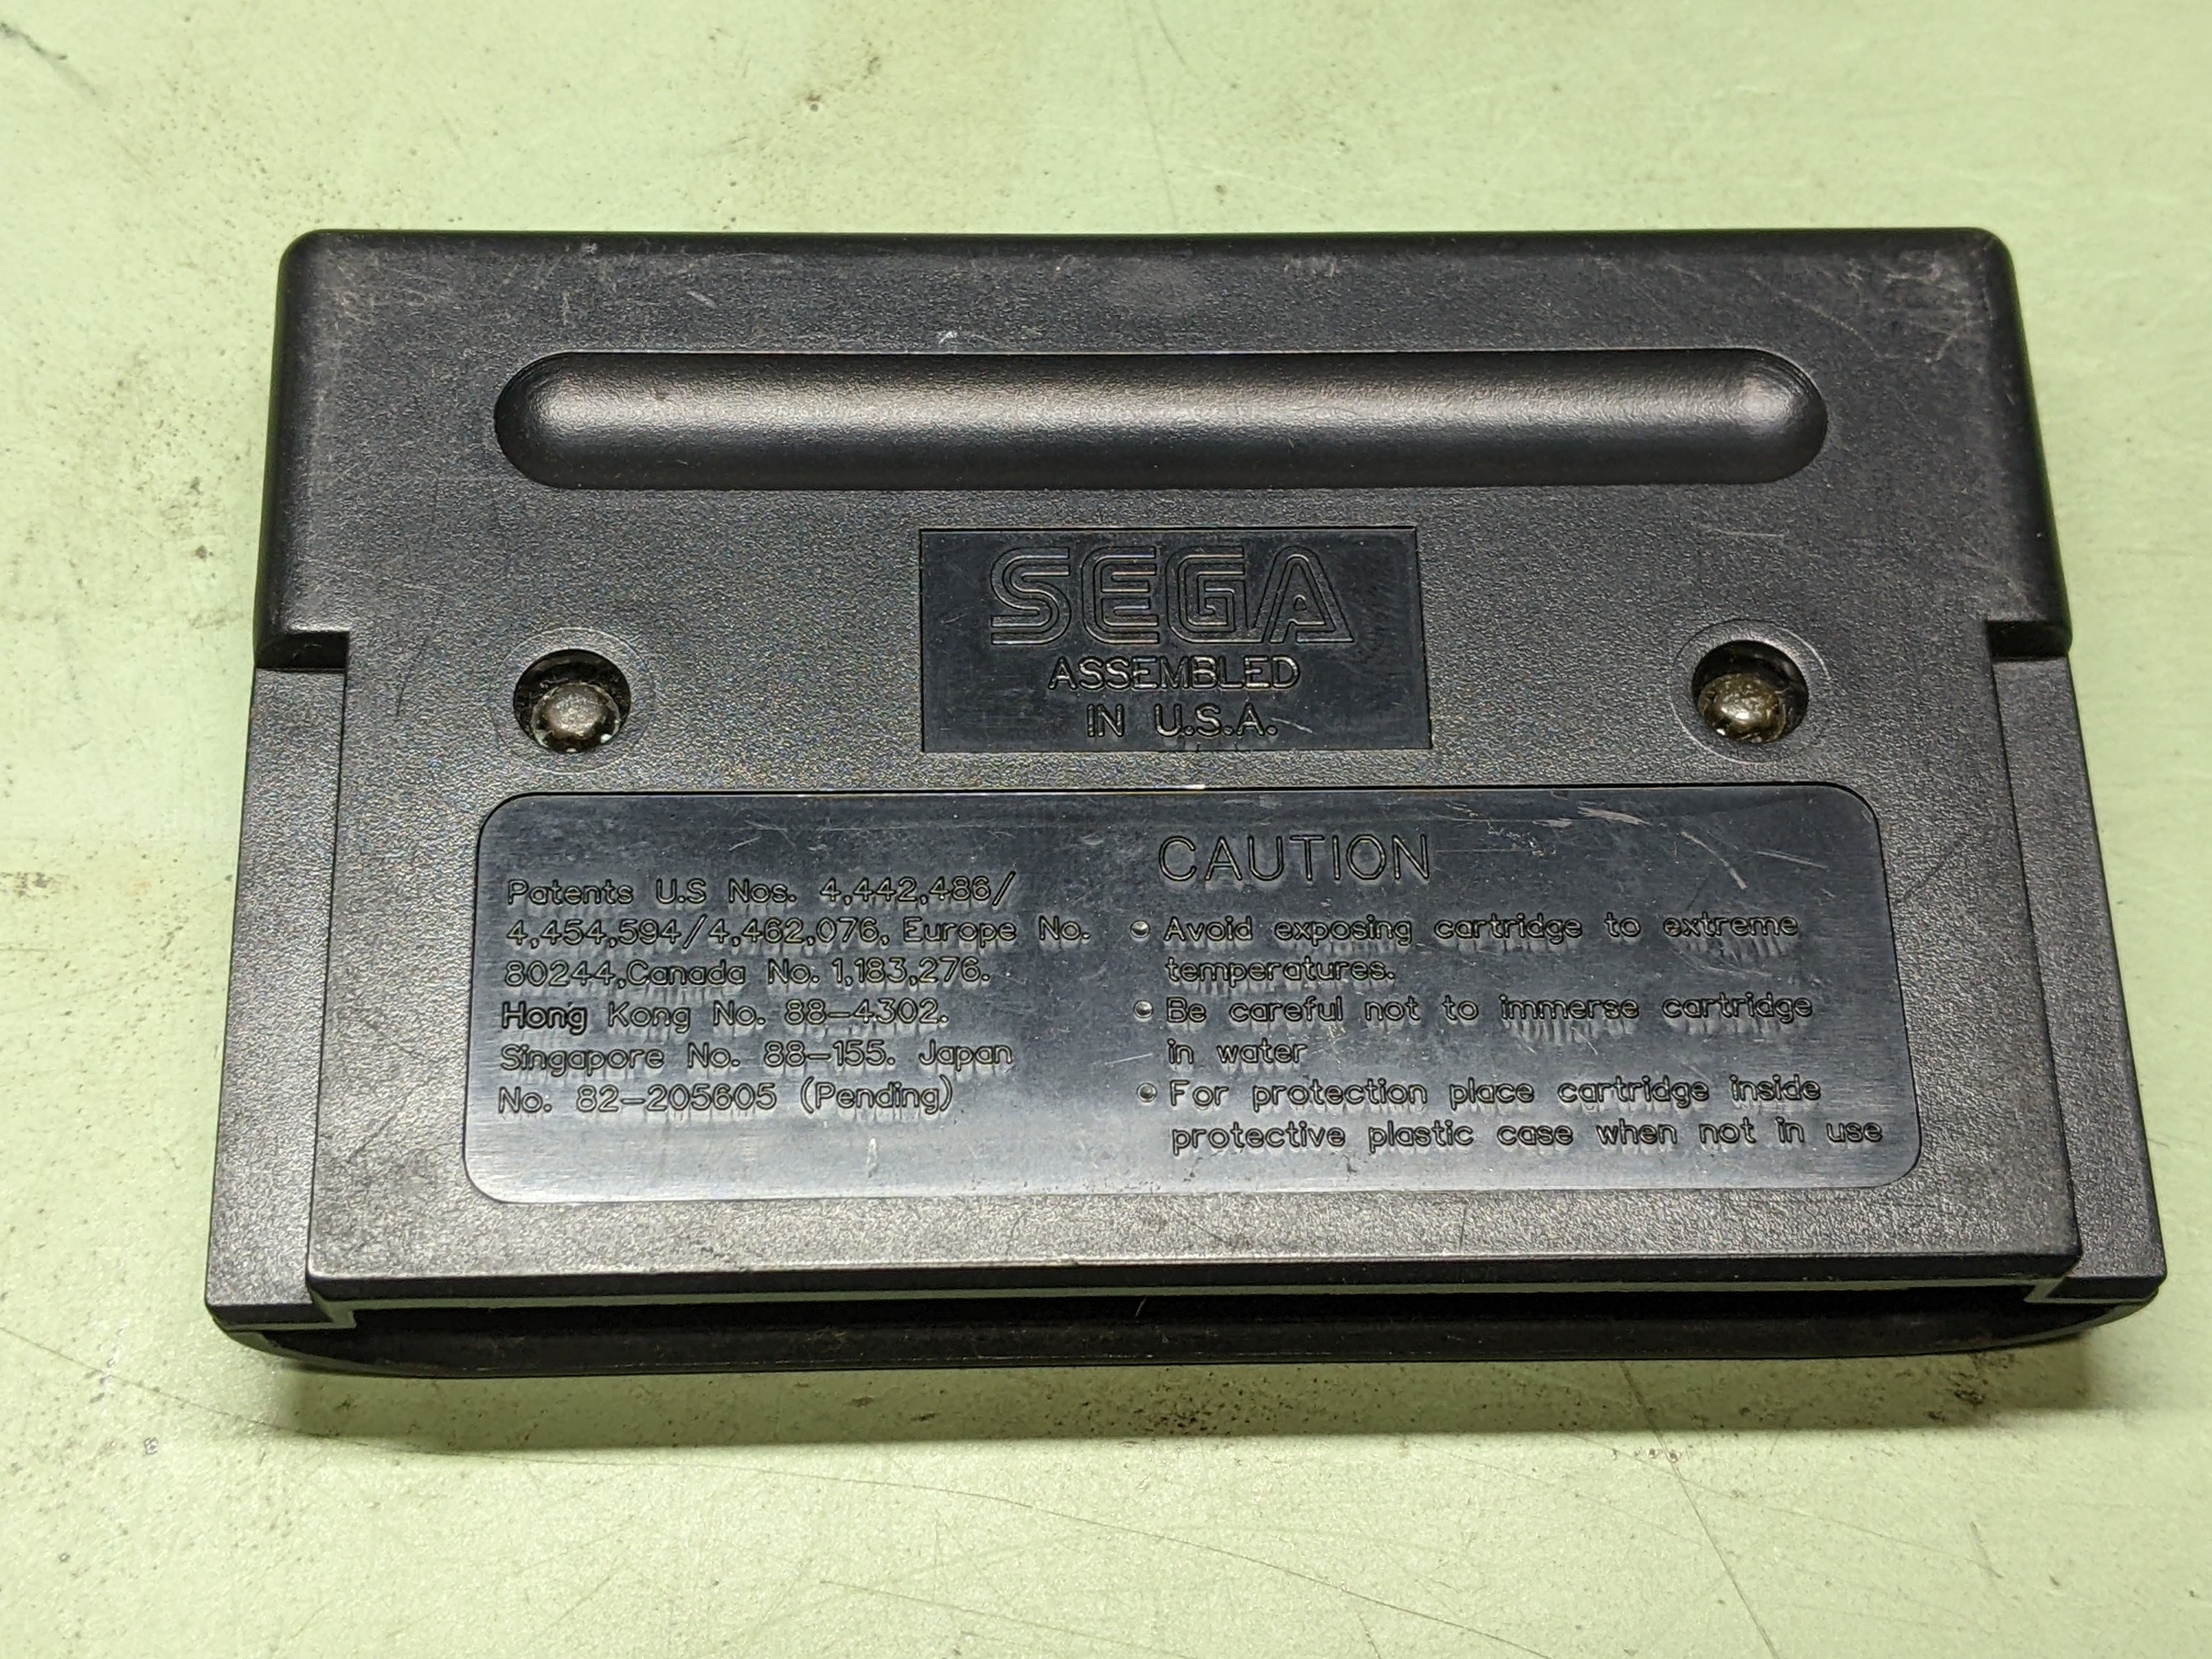 SEGA
ASSEMBLED
IN U.S.A.
Patents U.S Nos. 4,442,486/
4,454,594/4,462,076, Europe No.
80244,Canada No. 1,183,276.
Hong Kong No. 88-4302.
Singapore No. 88-155. Japan
No. 82-205605 (Pending)
CAUTION
• Avoid exposing cartridge to extreme
temperatures.
• Be careful not to immerse cartridge
in water
• For protection place cartridge inside
protective plastic case when not in use